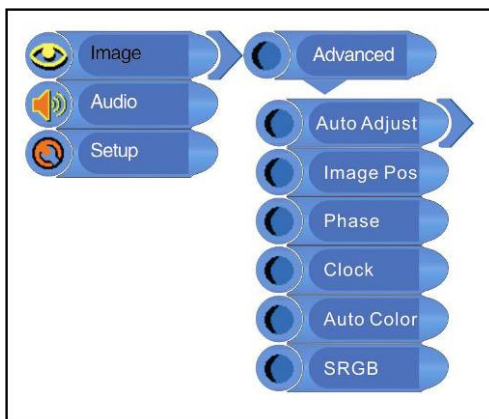 Image
Advanced
Audio
Setup
Auto Adjust
Image Pos
Phase
Clock
Auto Color
SRGB